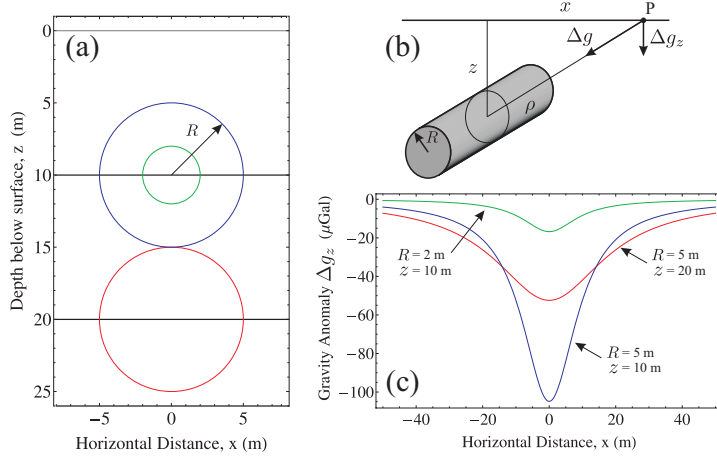 (a)
0
5
10
15
20
25
Depth below surface, z (m)
R
−5
0
5
Horizontal Distance, x (m)
(b)
x
P
Δg
Δg_z
z
ρ
R
0
−20
−40
−60
−80
−100
Gravity Anomaly Δg_z (μGal)
R = 2 m
z = 10 m
R = 5 m
z = 20 m
R = 5 m
z = 10 m
(c)
−40
−20
0
20
40
Horizontal Distance, x (m)